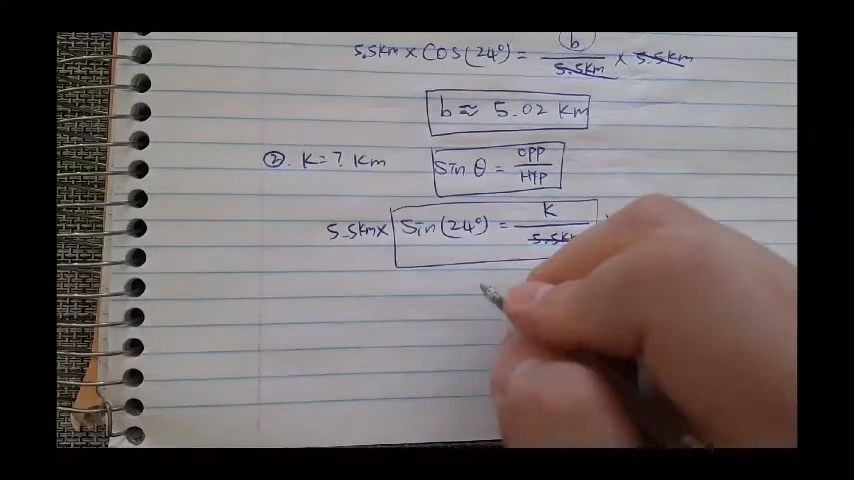 b
5.5km × Cos(24°) = ―― × 5.5km
5.5km
b ≈ 5.02 Km
②. K = ? Km
Sin θ = OPP/HYP
5.5km× Sin(24°) = K/5.5k